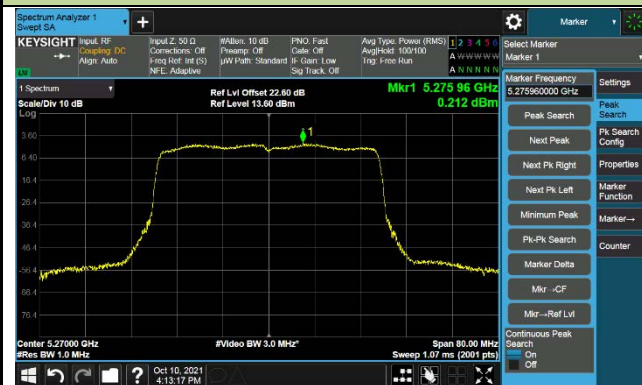 Spectrum Analyzer 1
Swept SA
+
Marker
KEYSIGHT
Input: RF
Coupling: DC
Align: Auto
Input Z: 50 Ω
Corrections: Off
Freq Ref: Int (S)
NFE: Adaptive
#Atten: 10 dB
Preamp: Off
µW Path: Standard
PNO: Fast
Gate: Off
IF Gain: Low
Sig Track: Off
Avg Type: Power (RMS)
Avg|Hold: 100/100
Trig: Free Run
1 2 3 4 5 6
A W W W W W
A N N N N N
Select Marker
Marker 1
LM
1 Spectrum
Scale/Div 10 dB
Log
Ref Lvl Offset 22.60 dB
Ref Level 13.60 dBm
Mkr1 5.275 96 GHz
0.212 dBm
1
3.60
-6.40
-16.4
-26.4
-36.4
-46.4
-56.4
-66.4
-76.4
Center 5.27000 GHz
#Res BW 1.0 MHz
#Video BW 3.0 MHz*
Span 80.00 MHz
Sweep 1.07 ms (2001 pts)
Marker Frequency
5.275960000 GHz
Peak Search
Next Peak
Next Pk Right
Next Pk Left
Minimum Peak
Pk-Pk Search
Marker Delta
Mkr→CF
Mkr→Ref Lvl
Continuous Peak
Search
On
Off
Settings
Peak
Search
Pk Search
Config
Properties
Marker
Function
Marker→
Counter
?
Oct 10, 2021
4:13:17 PM